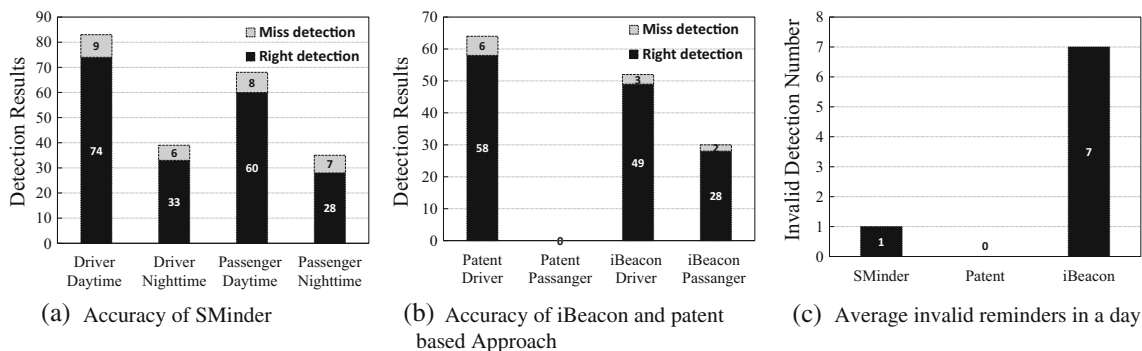 90
80
70
60
50
40
30
20
10
0
Detection Results
Miss detection
Right detection
9
74
6
33
8
60
7
28
Driver Daytime
Driver Nighttime
Passenger Daytime
Passenger Nighttime
(a) Accuracy of SMinder
70
60
50
40
30
20
10
0
Detection Results
Miss detection
Right detection
6
58
0
3
49
2
28
Patent Driver
Patent Passanger
iBeacon Driver
iBeacon Passanger
(b) Accuracy of iBeacon and patent
based Approach
8
7
6
5
4
3
2
1
0
Invalid Detection Number
1
0
7
SMinder
Patent
iBeacon
(c) Average invalid reminders in a day